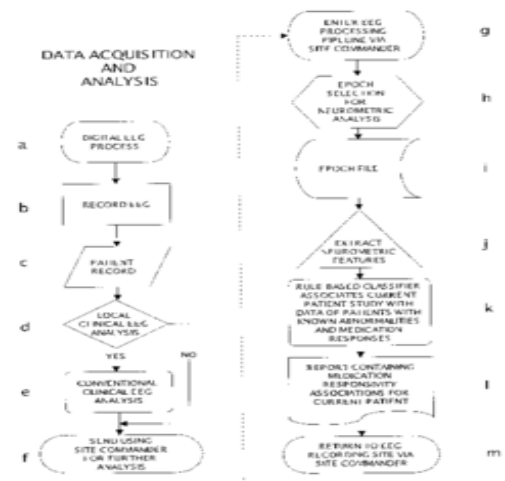 DATA ACQUISITION
AND
ANALYSIS
a
DIGITAL EEG
PROCESS
b
RECORD EEG
c
PATIENT
RECORD
d
LOCAL
CLINICAL EEG
ANALYSIS
YES
NO
e
CONVENTIONAL
CLINICAL EEG
ANALYSIS
f
SEND USING
SITE COMMANDER
FOR FURTHER
ANALYSIS
g
ENTER EEG
PROCESSING
PIPELINE VIA
SITE COMMANDER
h
EPOCH
SELECTION
FOR
NEUROMETRIC
ANALYSIS
i
EPOCH FILE
j
EXTRACT
NEUROMETRIC
FEATURES
k
RULE BASED CLASSIFIER
ASSOCIATES CURRENT
PATIENT STUDY WITH
DATA OF PATIENTS WITH
KNOWN ABNORMALITIES
AND MEDICATION
RESPONSES
l
REPORT CONTAINING
MEDICATION
RESPONSIVITY
ASSOCIATIONS FOR
CURRENT PATIENT
m
RETURN TO EEG
RECORDING SITE VIA
SITE COMMANDER